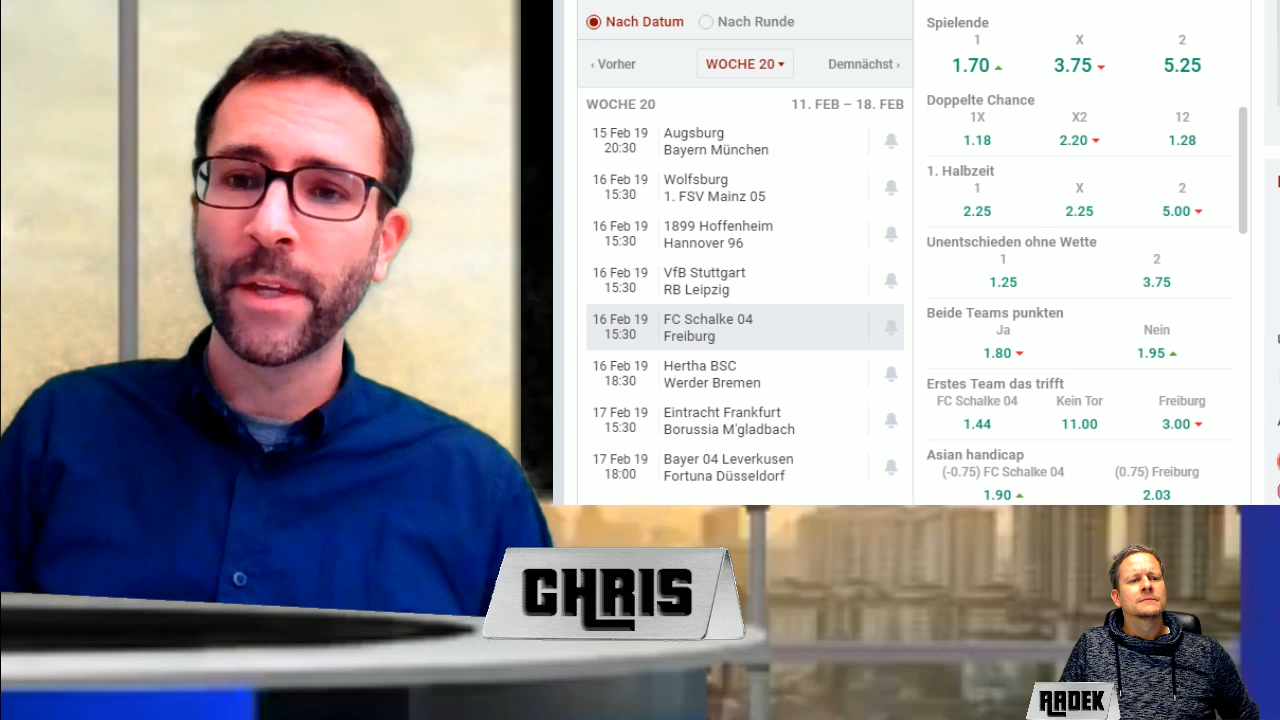 Nach Datum Nach Runde
‹ Vorher WOCHE 20 Demnächst ›
WOCHE 20 11. FEB – 18. FEB
15 Feb 19 Augsburg
20:30 Bayern München
16 Feb 19 Wolfsburg
15:30 1. FSV Mainz 05
16 Feb 19 1899 Hoffenheim
15:30 Hannover 96
16 Feb 19 VfB Stuttgart
15:30 RB Leipzig
16 Feb 19 FC Schalke 04
15:30 Freiburg
16 Feb 19 Hertha BSC
18:30 Werder Bremen
17 Feb 19 Eintracht Frankfurt
15:30 Borussia M'gladbach
17 Feb 19 Bayer 04 Leverkusen
18:00 Fortuna Düsseldorf
Spielende
1 X 2
1.70 3.75 5.25
Doppelte Chance
1X X2 12
1.18 2.20 1.28
1. Halbzeit
1 X 2
2.25 2.25 5.00
Unentschieden ohne Wette
1 2
1.25 3.75
Beide Teams punkten
Ja Nein
1.80 1.95
Erstes Team das trifft
FC Schalke 04 Kein Tor Freiburg
1.44 11.00 3.00
Asian handicap
(-0.75) FC Schalke 04 (0.75) Freiburg
1.90 2.03
CHRIS
RADEK